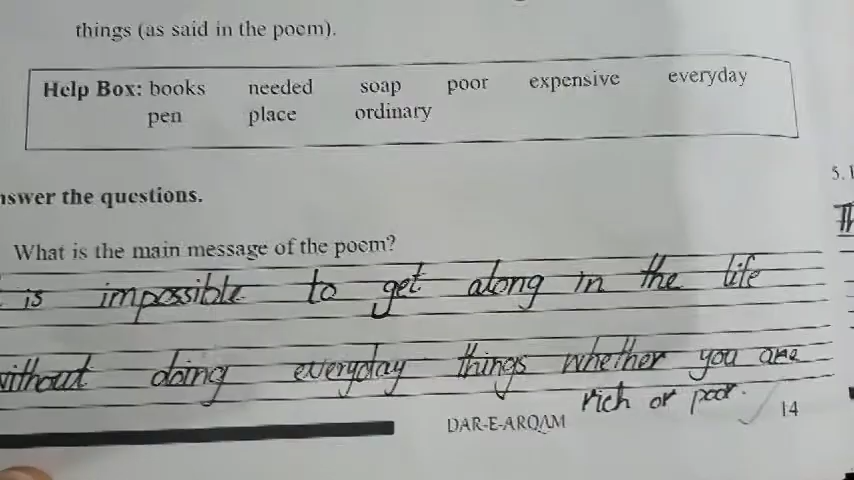 things (as said in the poem).
Help Box: books needed soap poor expensive everyday
pen place ordinary
nswer the questions.
5.
What is the main message of the poem?
is impossible to get along in the life
without doing everyday things whether you are
rich or poor.
DAR-E-ARQAM 14